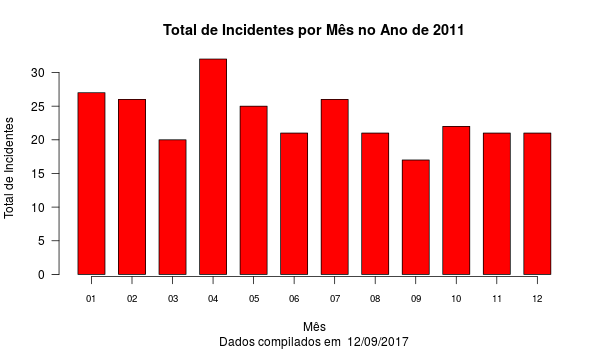 Total de Incidentes por Mês no Ano de 2011
Total de Incidentes
30
25
20
15
10
5
0
01 02 03 04 05 06 07 08 09 10 11 12
Mês
Dados compilados em 12/09/2017